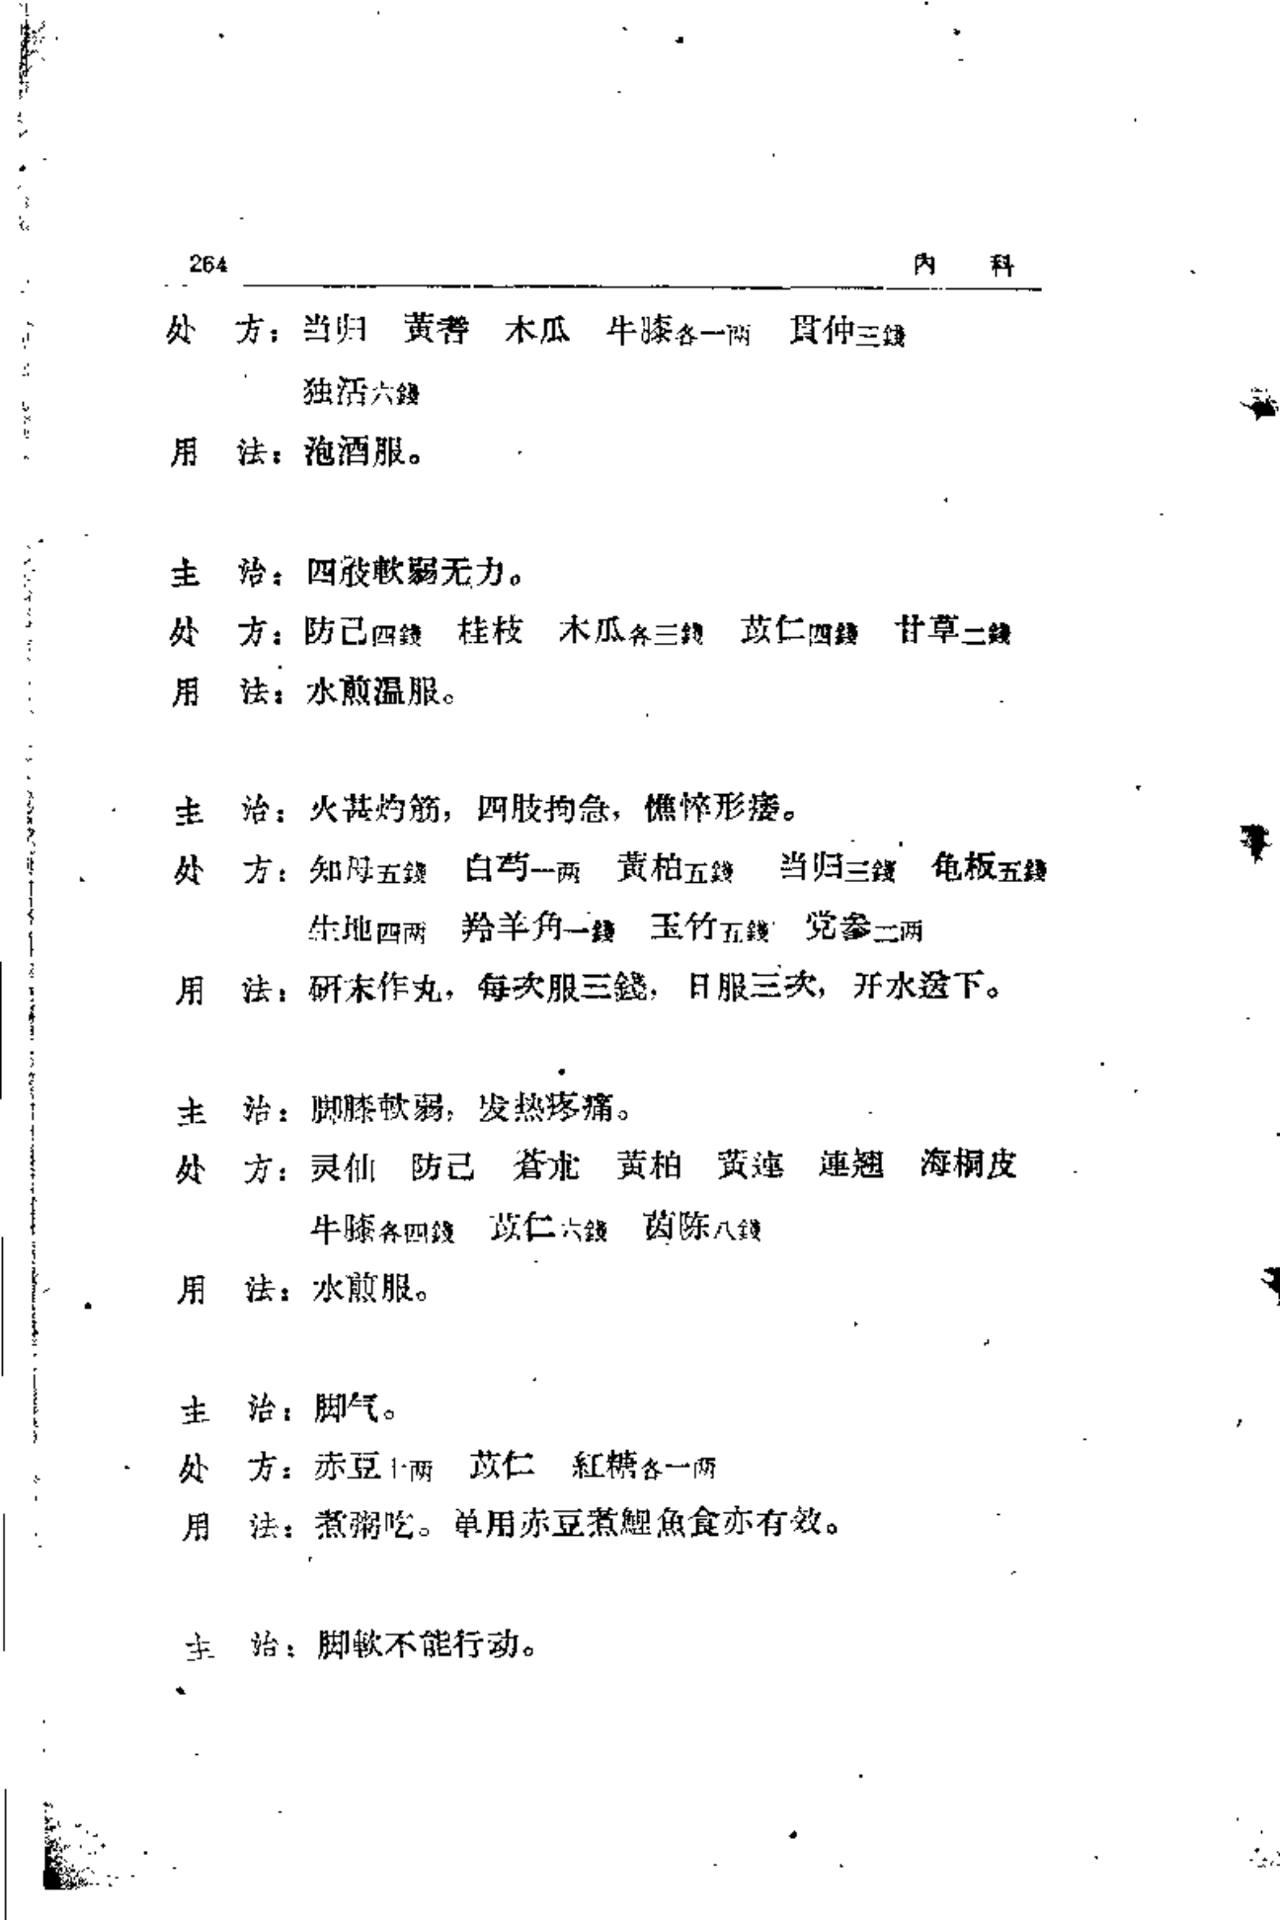 264 内 科
处 方：当归 黄耆 木瓜 牛膝各一两 貫仲三錢
独活六錢
用 法：泡酒服。
主 治：四肢軟弱无力。
处 方：防己四錢 桂枝 木瓜各三錢 苡仁四錢 甘草二錢
用 法：水煎温服。
主 治：火甚灼筋，四肢拘急，憔悴形痿。
处 方：知母五錢 白芍一两 黄柏五錢 当归三錢 龟板五錢
生地四两 羚羊角一錢 玉竹五錢 党参二两
用 法：研末作丸，每次服三錢，日服三次，开水送下。
主 治：脚膝軟弱，发热疼痛。
处 方：灵仙 防己 蒼朮 黄柏 黄連 連翘 海桐皮
牛膝各四錢 苡仁六錢 茵陈八錢
用 法：水煎服。
主 治：脚气。
处 方：赤豆十两 苡仁 紅糖各一两
用 法：煮粥吃。单用赤豆煮鯉魚食亦有效。
主 治：脚軟不能行动。